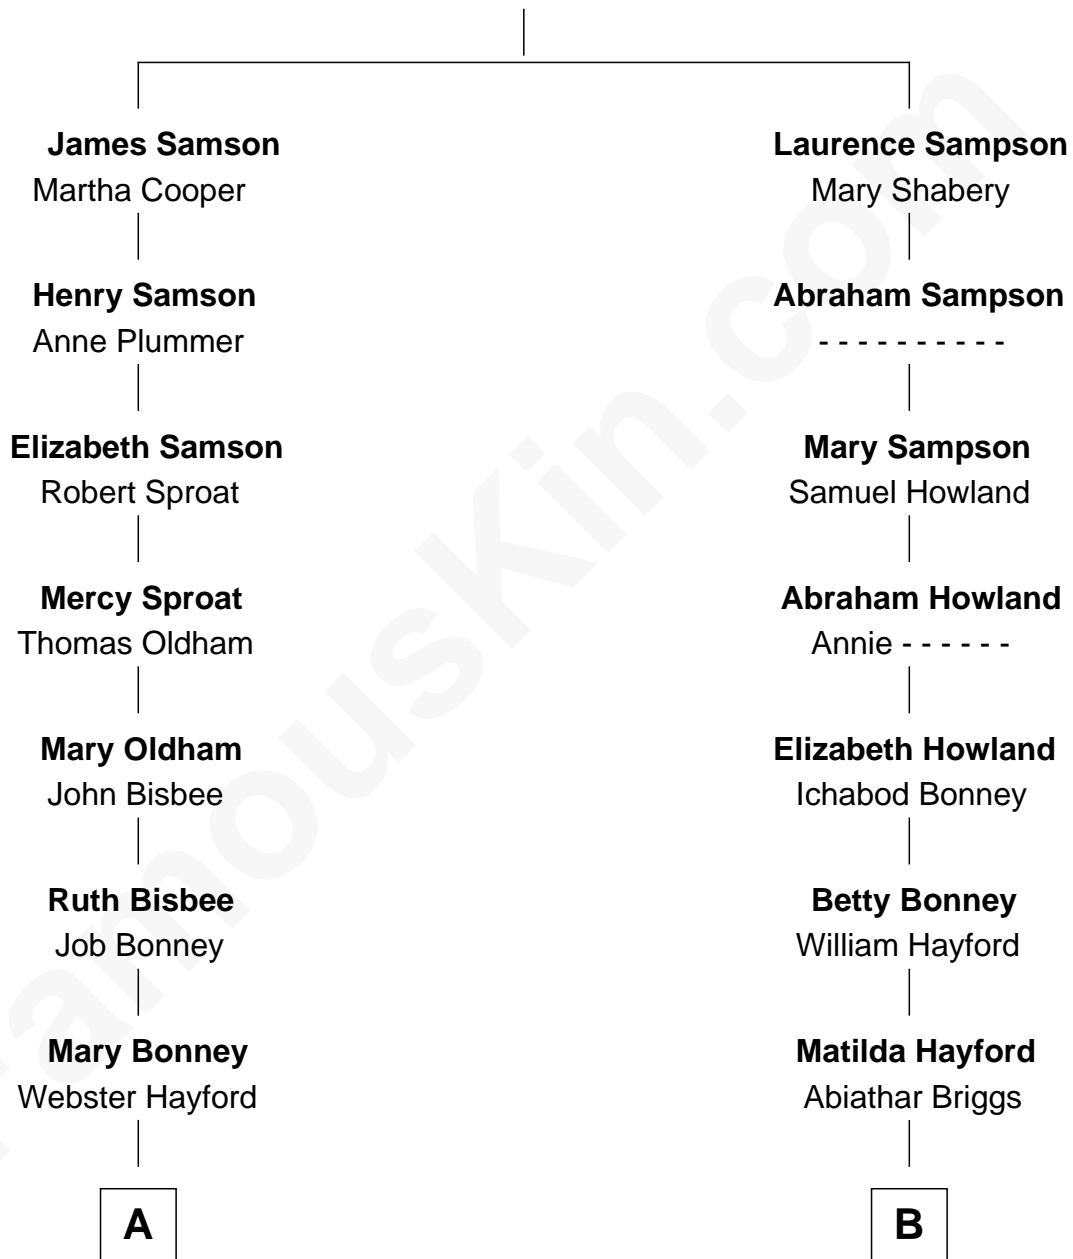 James Samson
Martha Cooper
Henry Samson
Anne Plummer
Elizabeth Samson
Robert Sproat
Mercy Sproat
Thomas Oldham
Mary Oldham
John Bisbee
Ruth Bisbee
Job Bonney
Mary Bonney
Webster Hayford
A
Laurence Sampson
Mary Shabery
Abraham Sampson
- - - - - - - - - -
Mary Sampson
Samuel Howland
Abraham Howland
Annie - - - - - -
Elizabeth Howland
Ichabod Bonney
Betty Bonney
William Hayford
Matilda Hayford
Abiathar Briggs
B
FamousKin.com